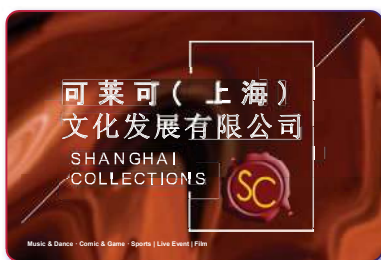 可莱可(上海)
文化发展有限公司
SHANGHAI
COLLECTIONS
SC
Music & Dance · Comic & Game · Sports | Live Event | Film